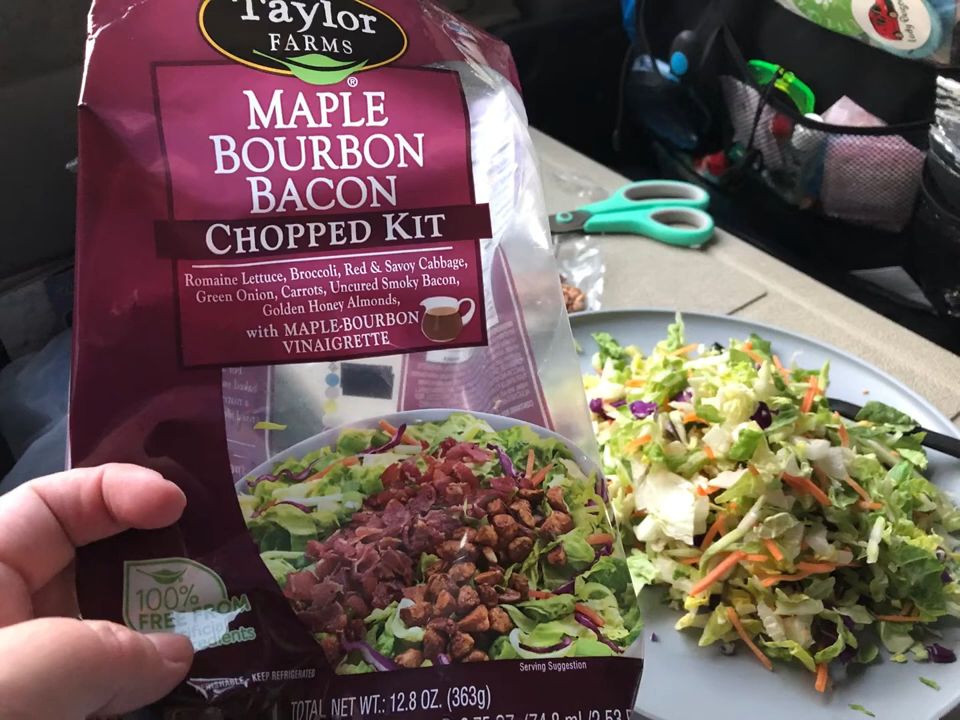 Taylor
FARMS
®
MAPLE
BOURBON
BACON
CHOPPED KIT
Romaine Lettuce, Broccoli, Red & Savoy Cabbage,
Green Onion, Carrots, Uncured Smoky Bacon,
Golden Honey Almonds,
with MAPLE-BOURBON
VINAIGRETTE
100%
FREE FROM
Serving Suggestion
KEEP REFRIGERATED
TOTAL NET WT.: 12.8 OZ. (363g)